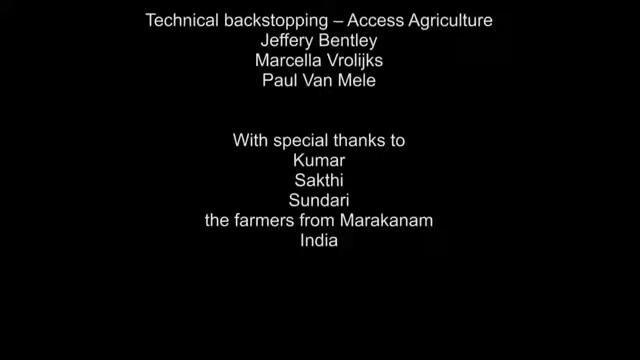 Technical backstopping – Access Agriculture
Jeffery Bentley
Marcella Vrolijks
Paul Van Mele
With special thanks to
Kumar
Sakthi
Sundari
the farmers from Marakanam
India